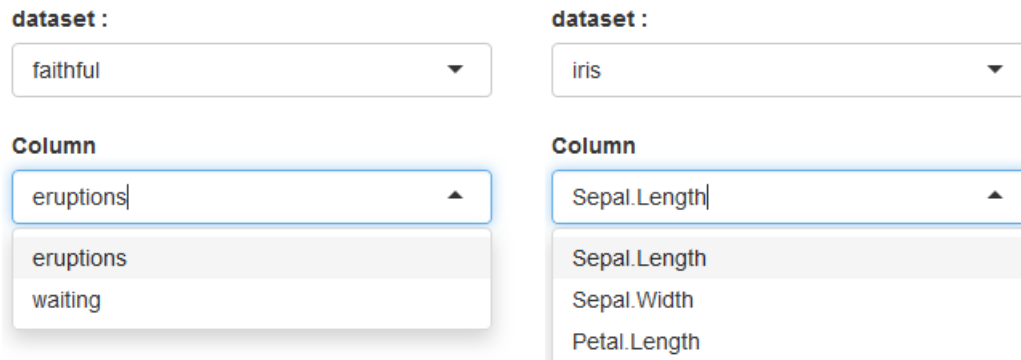 dataset :
faithful
Column
eruptions
eruptions
waiting
dataset :
iris
Column
Sepal.Length
Sepal.Length
Sepal.Width
Petal.Length